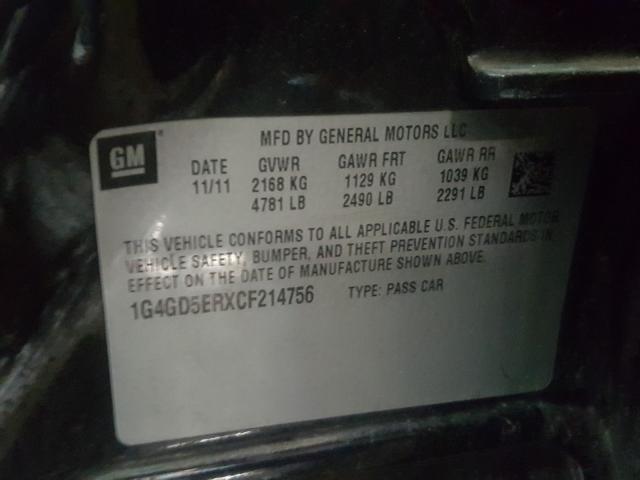 GM
MFD BY GENERAL MOTORS LLC
DATE GVWR GAWR FRT GAWR RR
11/11 2168 KG 1129 KG 1039 KG
4781 LB 2490 LB 2291 LB
THIS VEHICLE CONFORMS TO ALL APPLICABLE U.S. FEDERAL MOTOR
VEHICLE SAFETY, BUMPER, AND THEFT PREVENTION STANDARDS IN
EFFECT ON THE DATE OF MANUFACTURE SHOWN ABOVE.
1G4GD5ERXCF214756 TYPE: PASS CAR